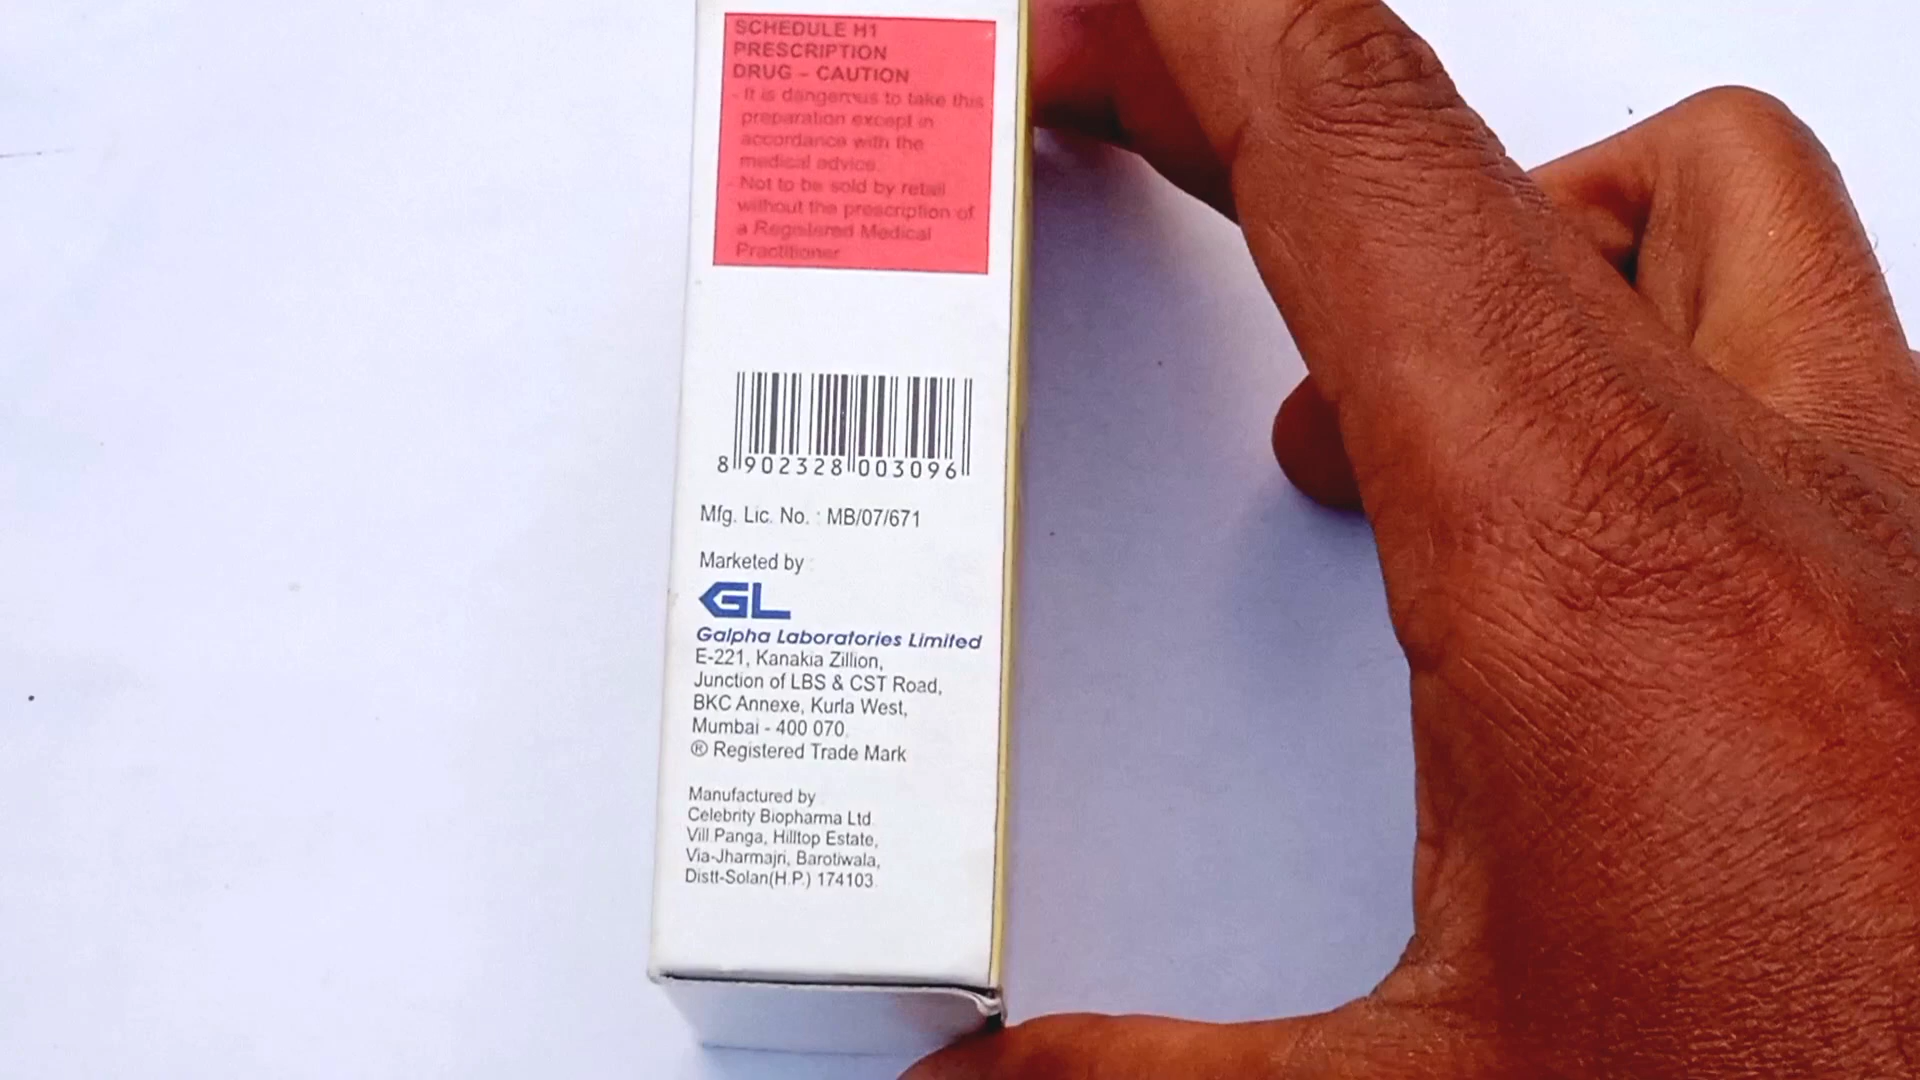 SCHEDULE H1
PRESCRIPTION
DRUG – CAUTION
- It is dangerous to take this
preparation except in
accordance with the
medical advice.
- Not to be sold by retail
without the prescription of
a Registered Medical
Practitioner
8 902328 003096
Mfg. Lic. No. : MB/07/671
Marketed by :
GL
Galpha Laboratories Limited
E-221, Kanakia Zillion,
Junction of LBS & CST Road,
BKC Annexe, Kurla West,
Mumbai - 400 070.
® Registered Trade Mark
Manufactured by
Celebrity Biopharma Ltd.
Vill.Panga, Hilltop Estate,
Via-Jharmajri, Barotiwala,
Distt-Solan(H.P.) 174103.